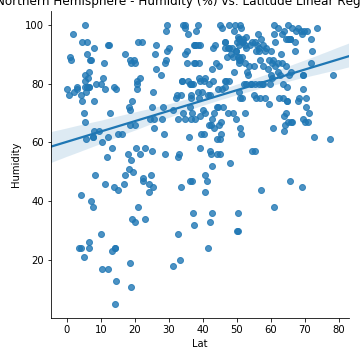 Northern Hemisphere - Humidity (%) vs. Latitude Linear Reg
100
80
60
40
20
Humidity
0 10 20 30 40 50 60 70 80
Lat